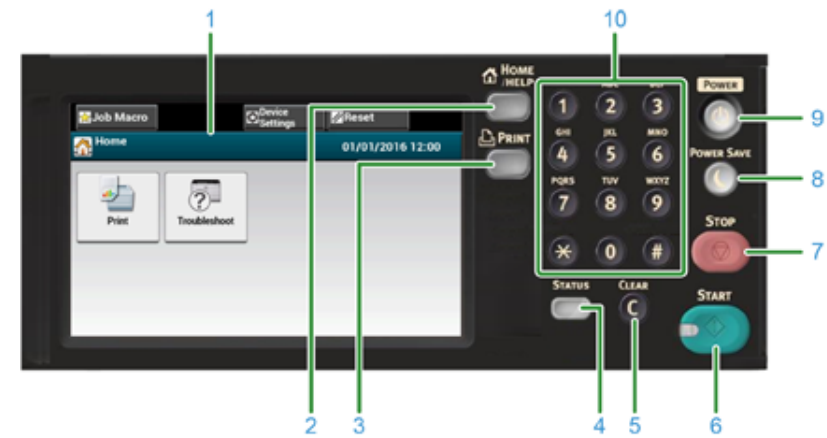 1
10
HOME
/HELP
PRINT
Job Macro
Device
Settings
Reset
Home
01/01/2016 12:00
Print
Troubleshoot
1
2
3
GHI
JKL
MNO
4
5
6
PQRS
TUV
WXYZ
7
8
9
*
0
#
STATUS
CLEAR
C
POWER
POWER SAVE
STOP
START
9
8
7
2
3
4
5
6